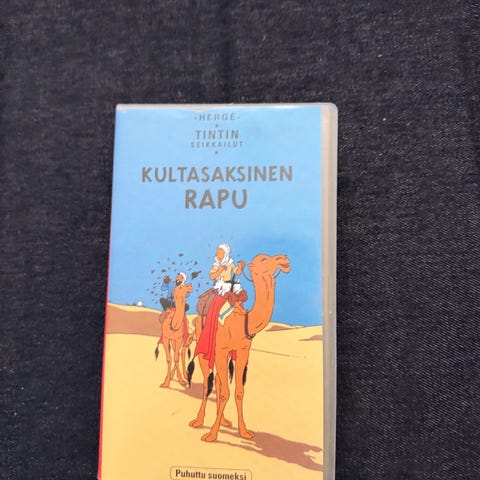 -HERGÉ-
TINTIN
SEIKKAILUT
KULTASAKSINEN
RAPU
Puhuttu suomeksi